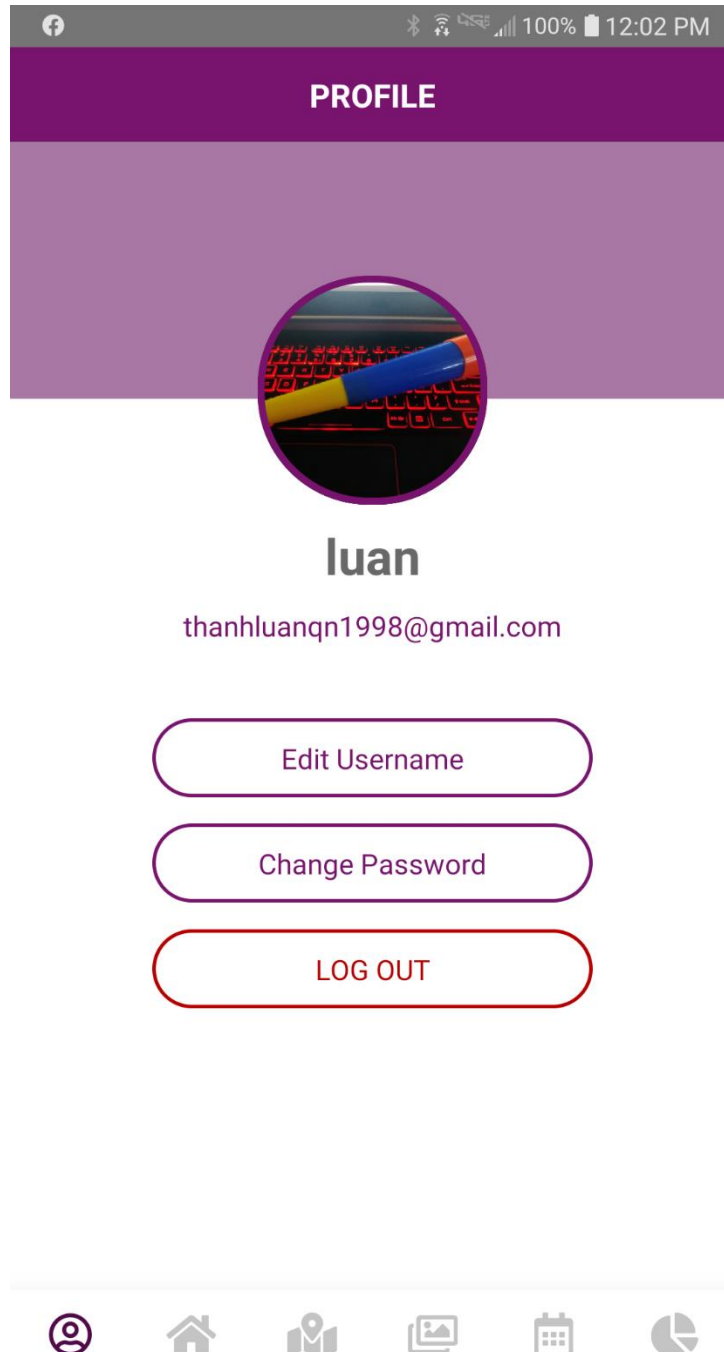 100% 12:02 PM
PROFILE
luan
thanhluanqn1998@gmail.com
Edit Username
Change Password
LOG OUT